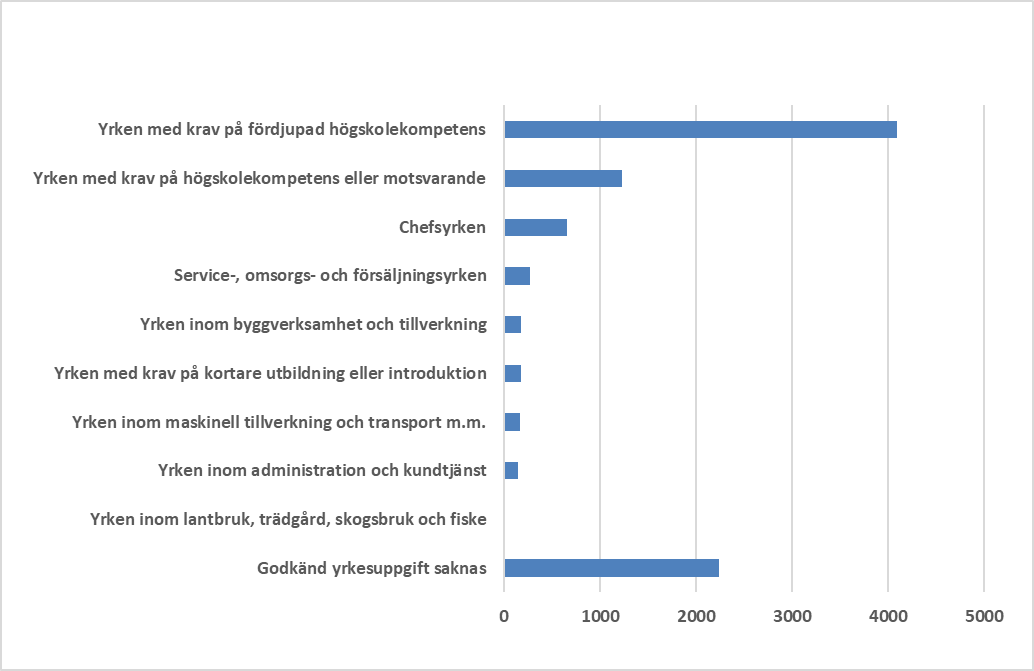 Yrken med krav på fördjupad högskolekompetens
Yrken med krav på högskolekompetens eller motsvarande
Chefsyrken
Service-, omsorgs- och försäljningsyrken
Yrken inom byggverksamhet och tillverkning
Yrken med krav på kortare utbildning eller introduktion
Yrken inom maskinell tillverkning och transport m.m.
Yrken inom administration och kundtjänst
Yrken inom lantbruk, trädgård, skogsbruk och fiske
Godkänd yrkesuppgift saknas
0 1000 2000 3000 4000 5000